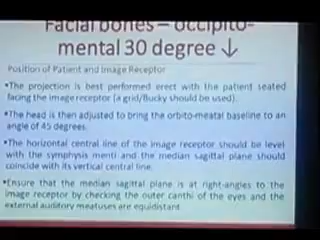 Facial bones – occipito-
mental 30 degree ↓
Position of Patient and Image Receptor
•The projection is best performed erect with the patient seated
facing the image receptor (a grid/Bucky should be used).
•The head is then adjusted to bring the orbito-meatal baseline to an
angle of 45 degrees.
•The horizontal central line of the image receptor should be level
with the symphysis menti and the median sagittal plane should
coincide with its vertical central line.
•Ensure that the median sagittal plane is at right-angles to the
image receptor by checking the outer canthi of the eyes and the
external auditory meatuses are equidistant